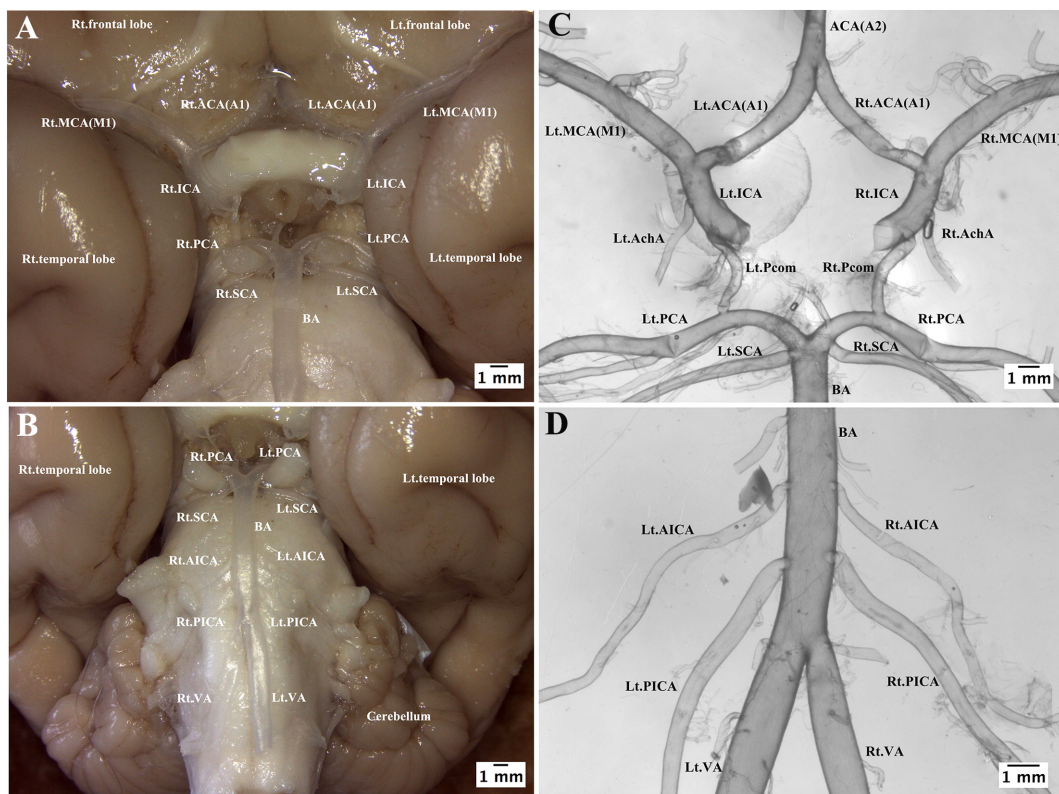 A
Rt.frontal lobe
Lt.frontal lobe
Rt.ACA(A1)
Lt.ACA(A1)
Rt.MCA(M1)
Lt.MCA(M1)
Rt.ICA
Lt.ICA
Rt.PCA
Lt.PCA
Rt.temporal lobe
Lt.temporal lobe
Rt.SCA
Lt.SCA
BA
1 mm
B
Rt.PCA
Lt.PCA
Rt.temporal lobe
Lt.temporal lobe
Rt.SCA
Lt.SCA
BA
Rt.AICA
Lt.AICA
Rt.PICA
Lt.PICA
Rt.VA
Lt.VA
Cerebellum
1 mm
C
ACA(A2)
Lt.ACA(A1)
Rt.ACA(A1)
Lt.MCA(M1)
Rt.MCA(M1)
Lt.ICA
Rt.ICA
Lt.AchA
Rt.AchA
Lt.Pcom
Rt.Pcom
Lt.PCA
Rt.PCA
Lt.SCA
Rt.SCA
BA
1 mm
D
BA
Lt.AICA
Rt.AICA
Lt.PICA
Rt.PICA
Lt.VA
Rt.VA
1 mm